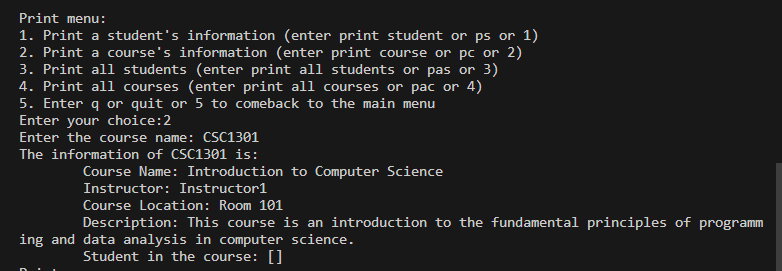 Print menu:
1. Print a student's information (enter print student or ps or 1)
2. Print a course's information (enter print course or pc or 2)
3. Print all students (enter print all students or pas or 3)
4. Print all courses (enter print all courses or pac or 4)
5. Enter q or quit or 5 to comeback to the main menu
Enter your choice:2
Enter the course name: CSC1301
The information of CSC1301 is:
Course Name: Introduction to Computer Science
Instructor: Instructor1
Course Location: Room 101
Description: This course is an introduction to the fundamental principles of programm
ing and data analysis in computer science.
Student in the course: []